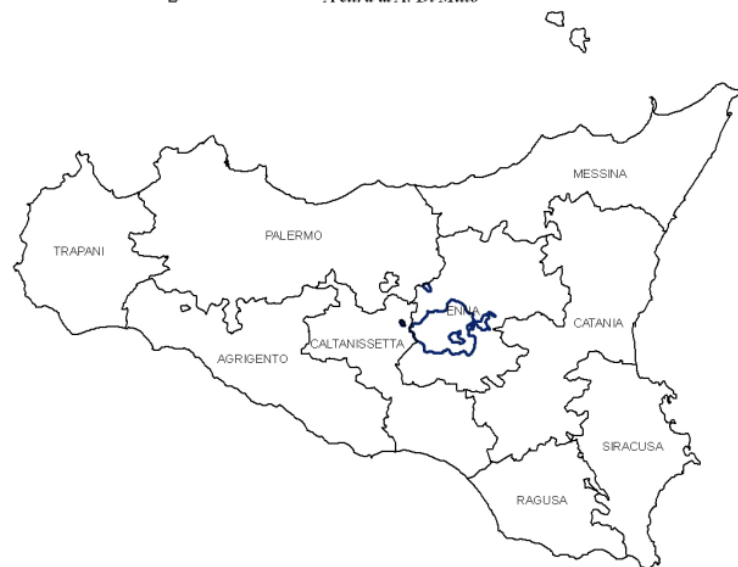 MESSINA
PALERMO
TRAPANI
ENNA
CATANIA
CALTANISSETTA
AGRIGENTO
SIRACUSA
RAGUSA